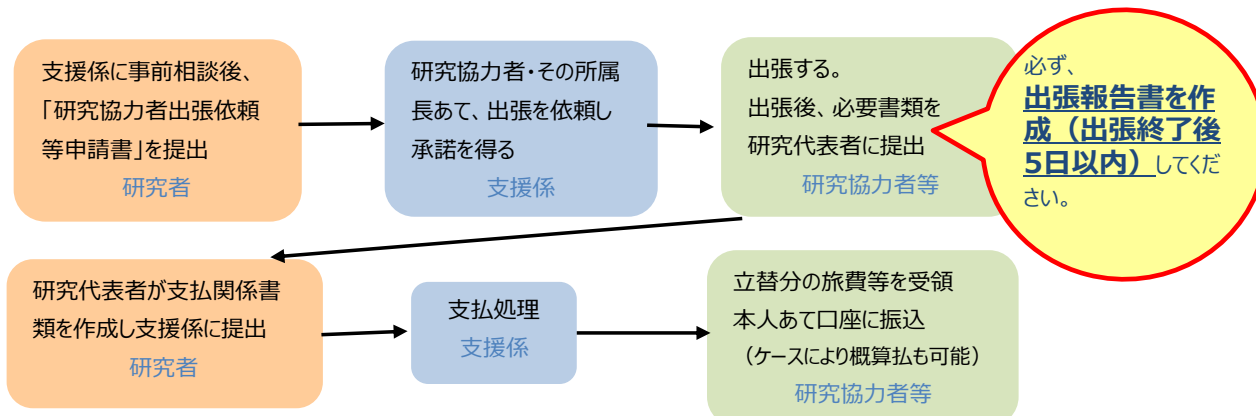 支援係に事前相談後、
「研究協力者出張依頼
等申請書」を提出
研究者
研究協力者・その所属
長あて、出張を依頼し
承諾を得る
支援係
出張する。
出張後、必要書類を
研究代表者に提出
研究協力者等
必ず、
出張報告書を作
成（出張終了後
5日以内）してくだ
さい。
研究代表者が支払関係書
類を作成し支援係に提出
研究者
支払処理
支援係
立替分の旅費等を受領
本人あて口座に振込
（ケースにより概算払も可能）
研究協力者等